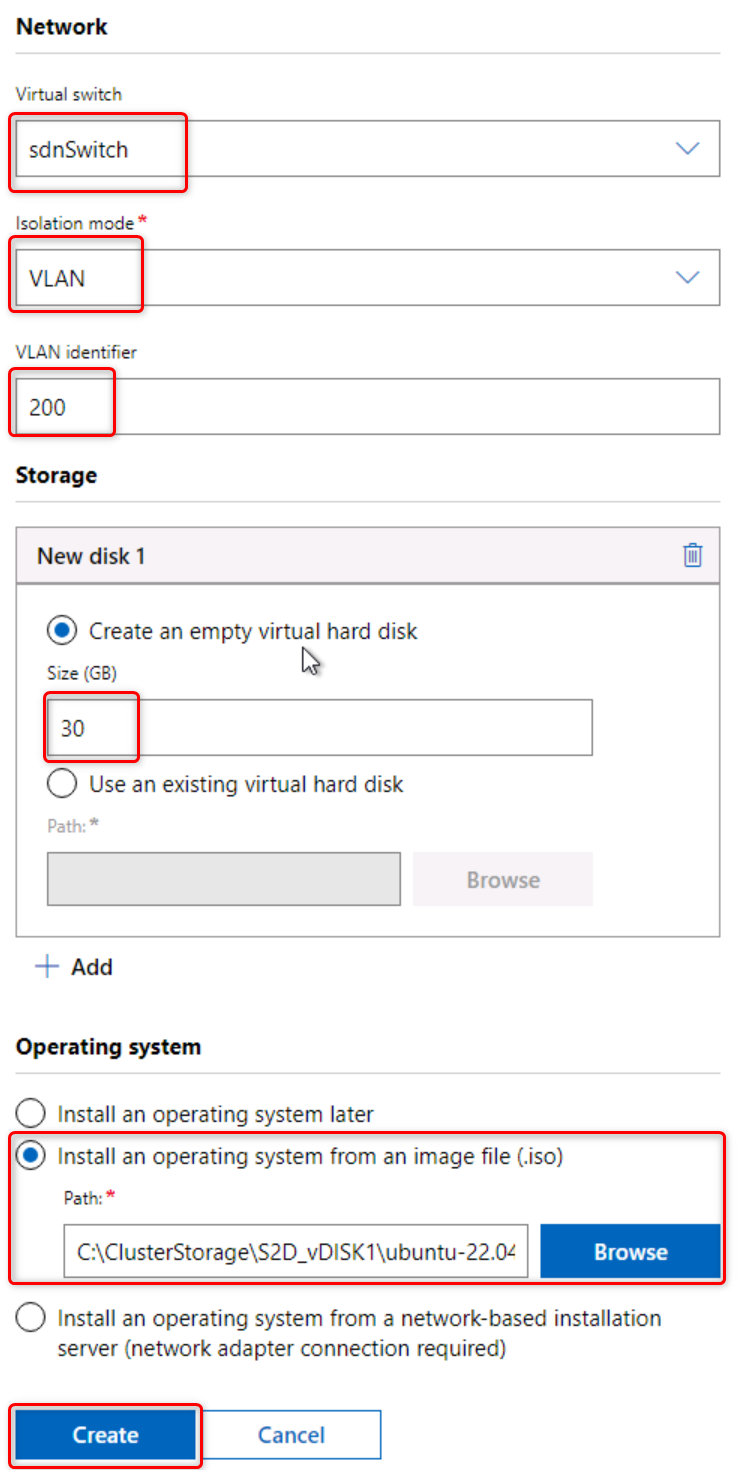 Network
Virtual switch
sdnSwitch
Isolation mode *
VLAN
VLAN identifier
200
Storage
New disk 1
Create an empty virtual hard disk
Size (GB)
30
Use an existing virtual hard disk
Path: *
Browse
Add
Operating system
Install an operating system later
Install an operating system from an image file (.iso)
Path: *
C:\ClusterStorage\S2D_vDISK1\ubuntu-22.04
Browse
Install an operating system from a network-based installation
server (network adapter connection required)
Create Cancel